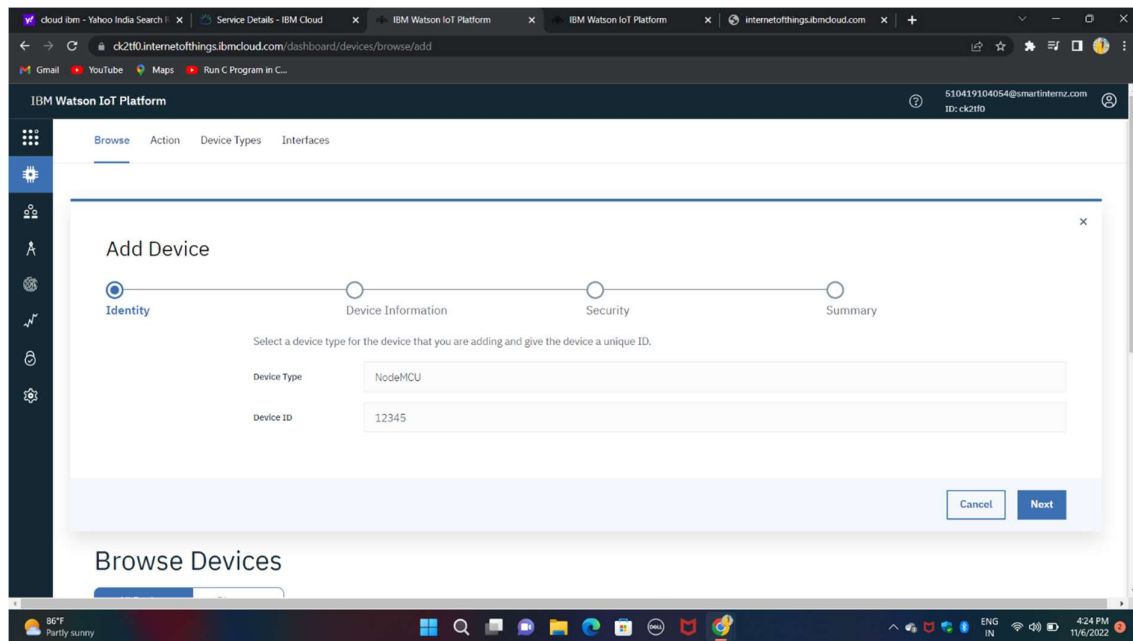 cloud ibm - Yahoo India Search R
Service Details - IBM Cloud
IBM Watson IoT Platform
IBM Watson IoT Platform
internetofthings.ibmcloud.com
ck2tf0.internetofthings.ibmcloud.com/dashboard/devices/browse/add
Gmail YouTube Maps Run C Program in C...
IBM Watson IoT Platform
510419104054@smartinternz.com
ID: ck2tf0
Browse Action Device Types Interfaces
Add Device
Identity Device Information Security Summary
Select a device type for the device that you are adding and give the device a unique ID.
Device Type NodeMCU
Device ID 12345
Cancel Next
Browse Devices
86°F
Partly sunny
DELL
ENG
IN
4:24 PM
11/6/2022